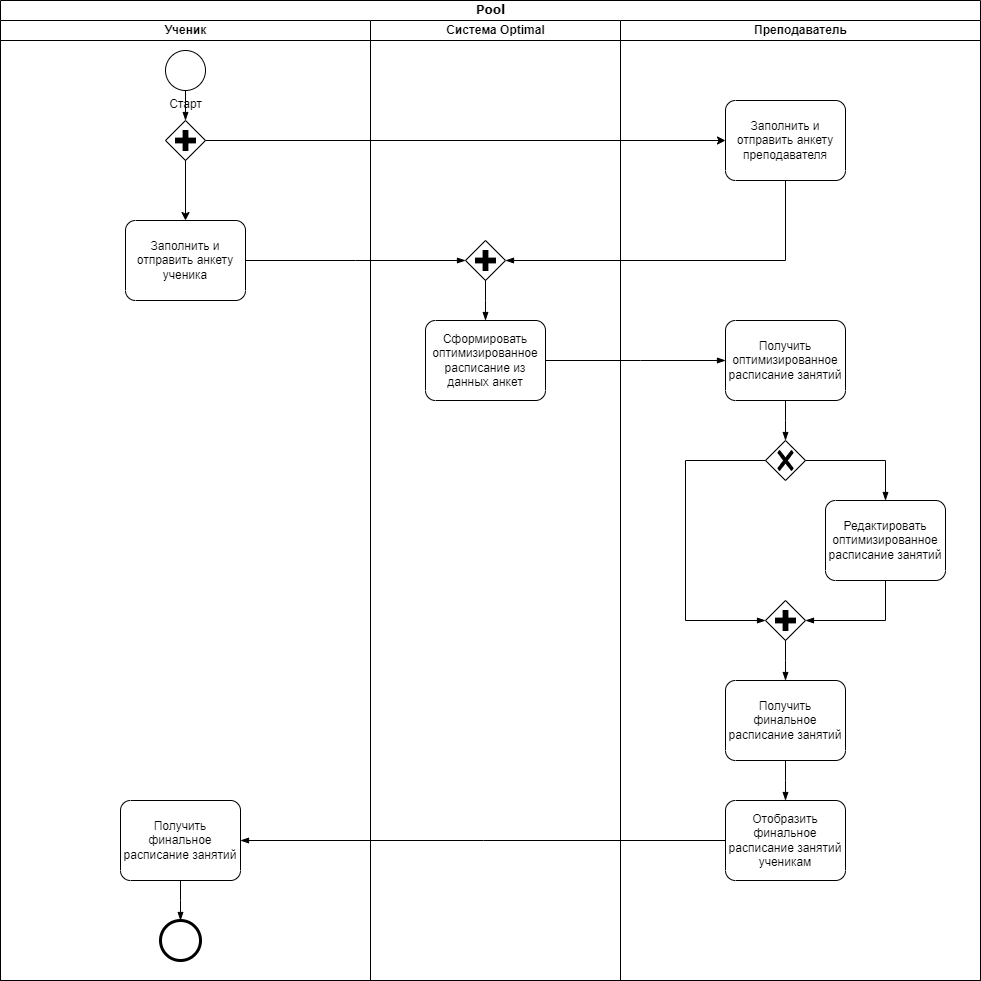 Pool
Ученик
Система Optimal
Преподаватель
Старт
Заполнить и
отправить анкету
преподавателя
Заполнить и
отправить анкету
ученика
Сформировать
оптимизированное
расписание из
данных анкет
Получить
оптимизированное
расписание занятий
Редактировать
оптимизированное
расписание занятий
Получить
финальное
расписание занятий
Получить
финальное
расписание занятий
Отобразить
финальное
расписание занятий
ученикам